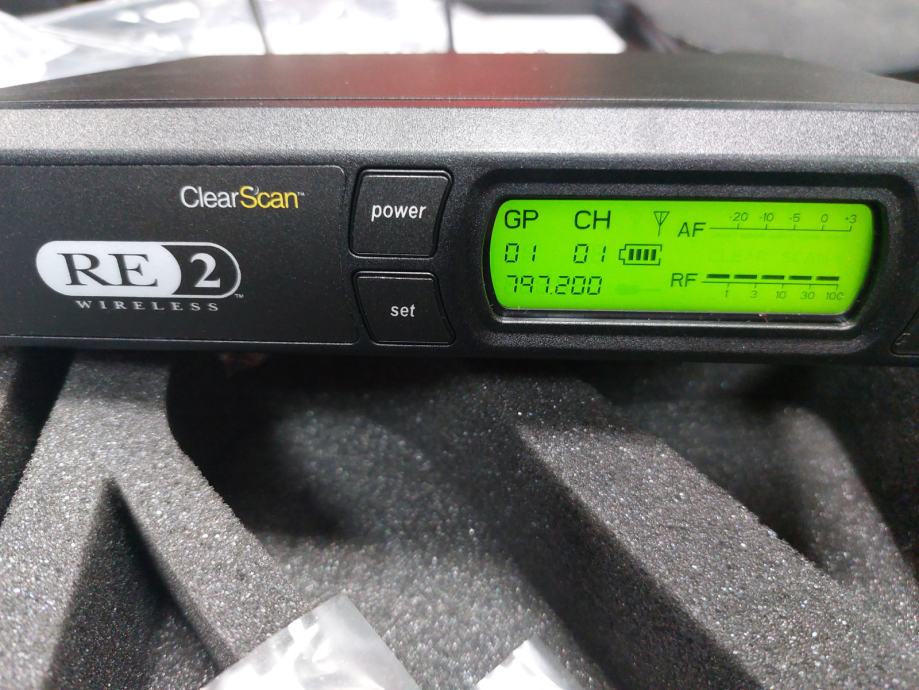 ClearScan™
RE 2™
WIRELESS
power
set
GP CH
01 01
797.200
AF -20 -10 -5 0 +3
RF 1 3 10 30 100